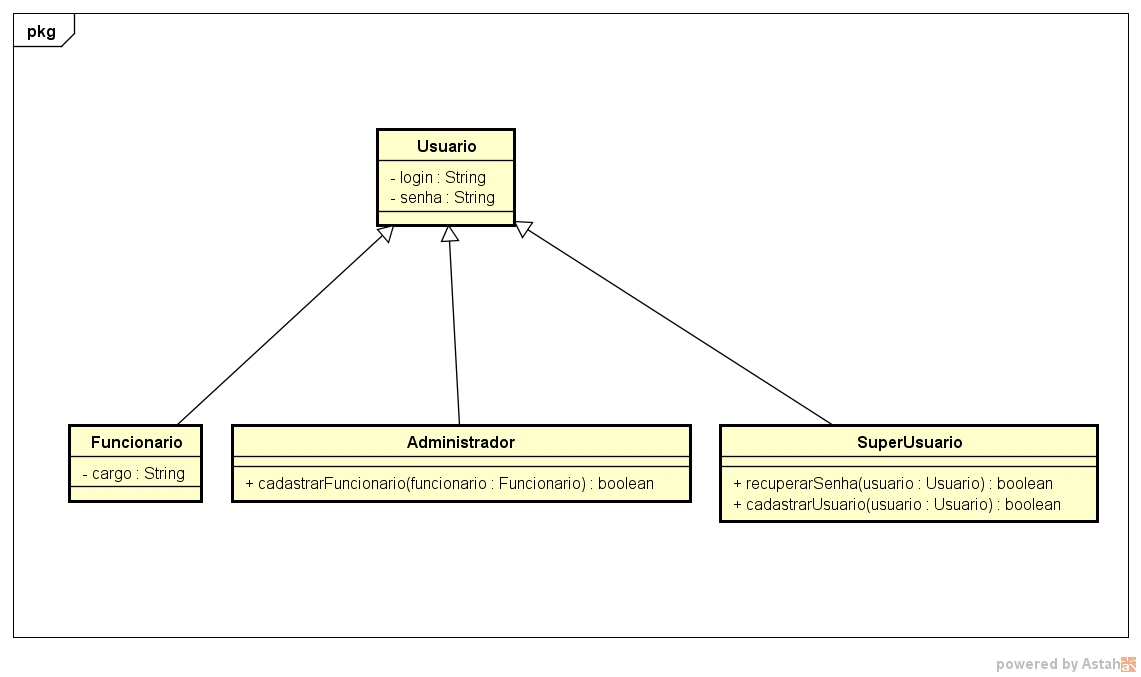 pkg
Usuario
- login : String
- senha : String
Funcionario
- cargo : String
Administrador
+ cadastrarFuncionario(funcionario : Funcionario) : boolean
SuperUsuario
+ recuperarSenha(usuario : Usuario) : boolean
+ cadastrarUsuario(usuario : Usuario) : boolean
powered by Astah